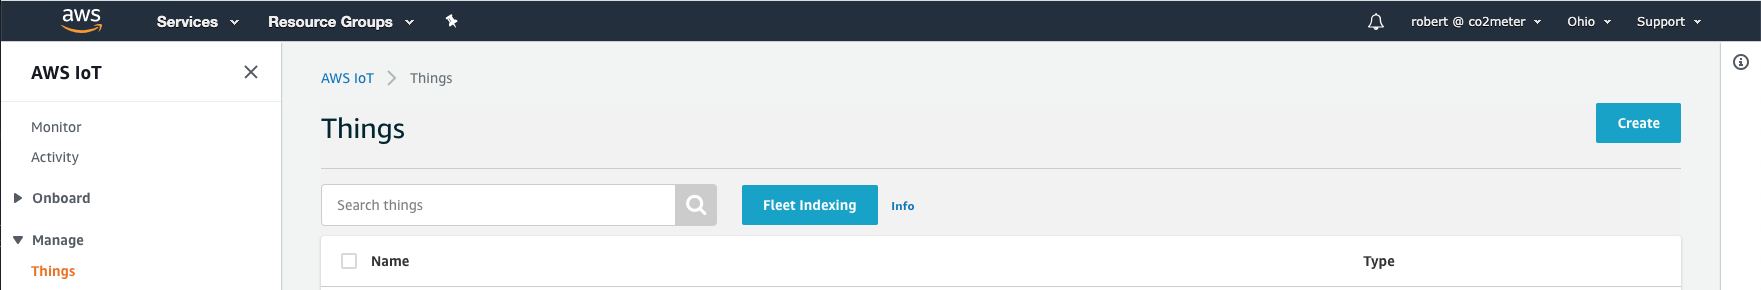 aws Services Resource Groups robert @ co2meter Ohio Support
AWS IoT
AWS IoT Things
Things
Create
Monitor
Activity
Onboard
Search things Fleet Indexing Info
Manage
Things
Name Type